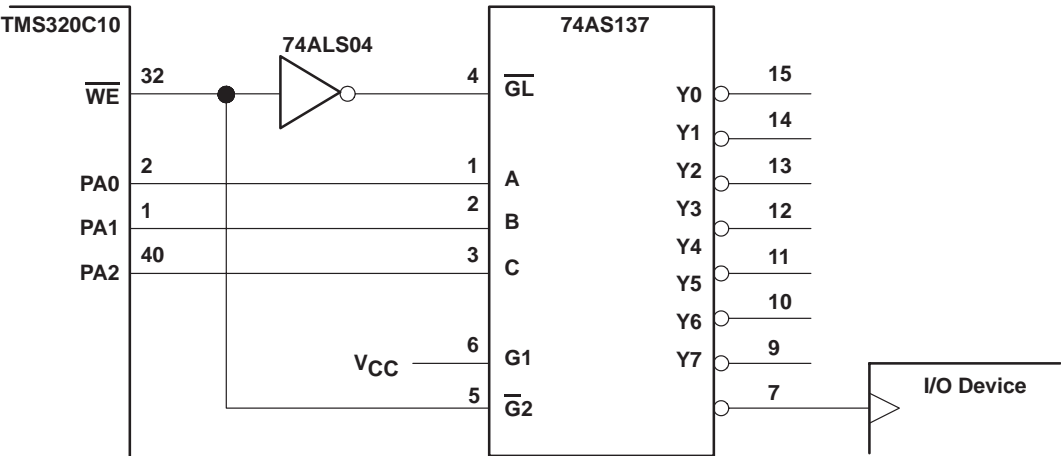 TMS320C10
74ALS04
74AS137
WE
32
4
GL
Y0
15
Y1
14
PA0
2
1
A
Y2
13
PA1
1
2
B
Y3
12
PA2
40
3
C
Y4
11
Y5
10
Y6
VCC
6
G1
Y7
9
5
G2
7
I/O Device